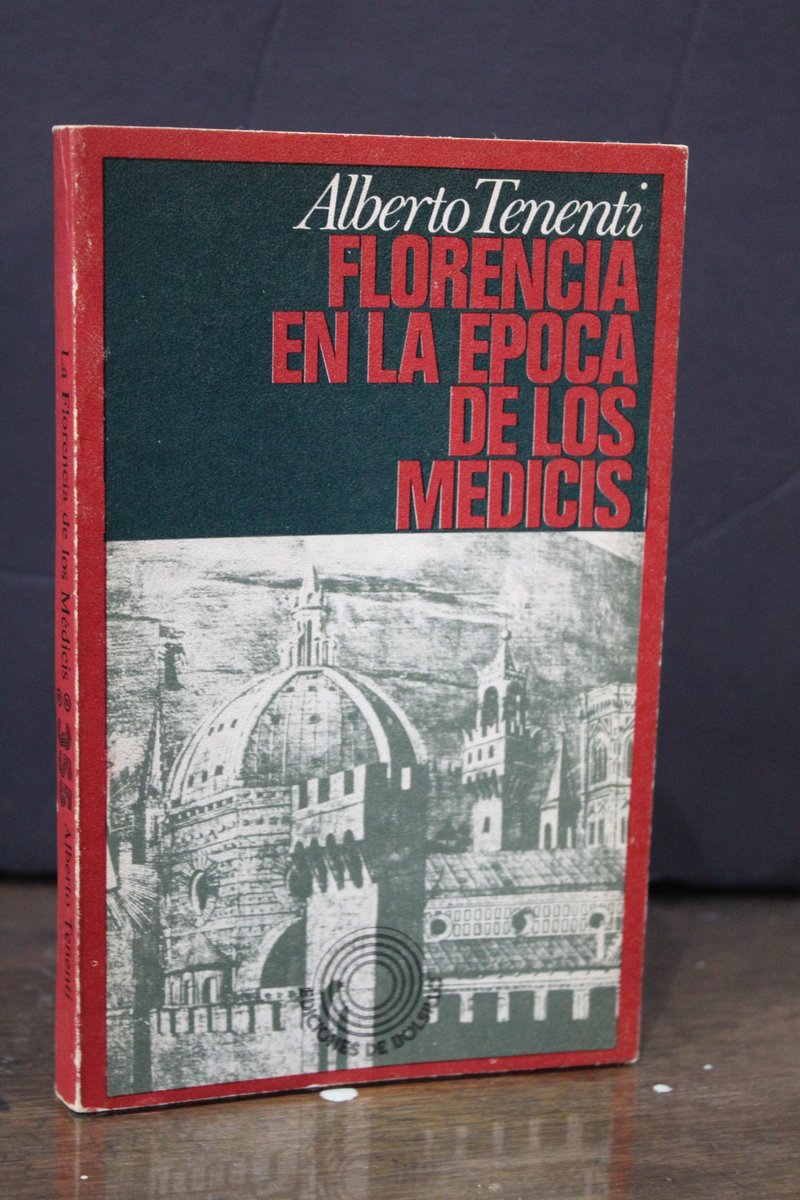 Alberto Tenenti
FLORENCIA
EN LA EPOCA
DE LOS
MEDICIS
EDICIONES DE BOLSILLO
La Florencia de los Médicis 355 Alberto Tenenti